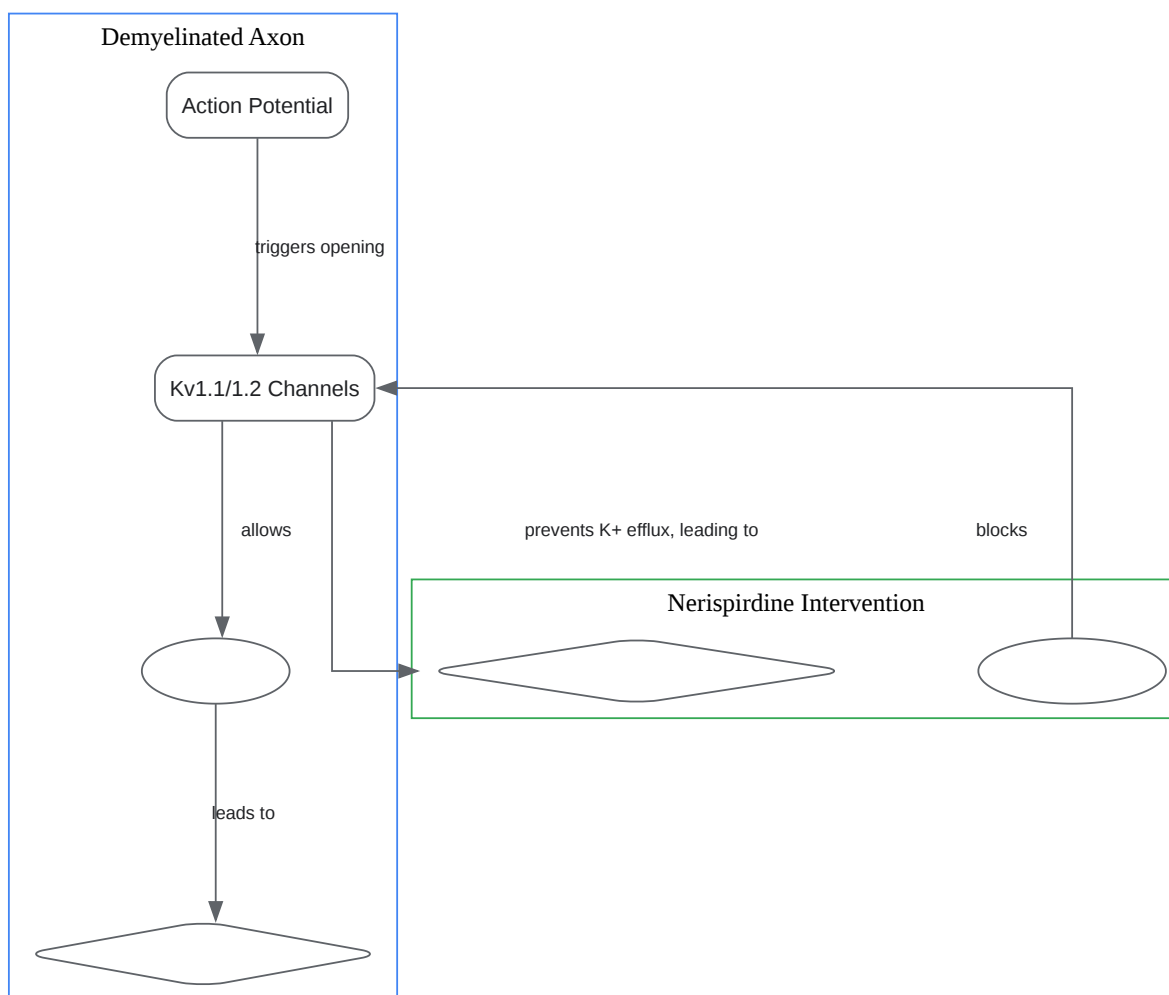 Demyelinated Axon
Action Potential
triggers opening
Kv1.1/1.2 Channels
allows
prevents K+ efflux, leading to
blocks
Nerispirdine Intervention
leads to